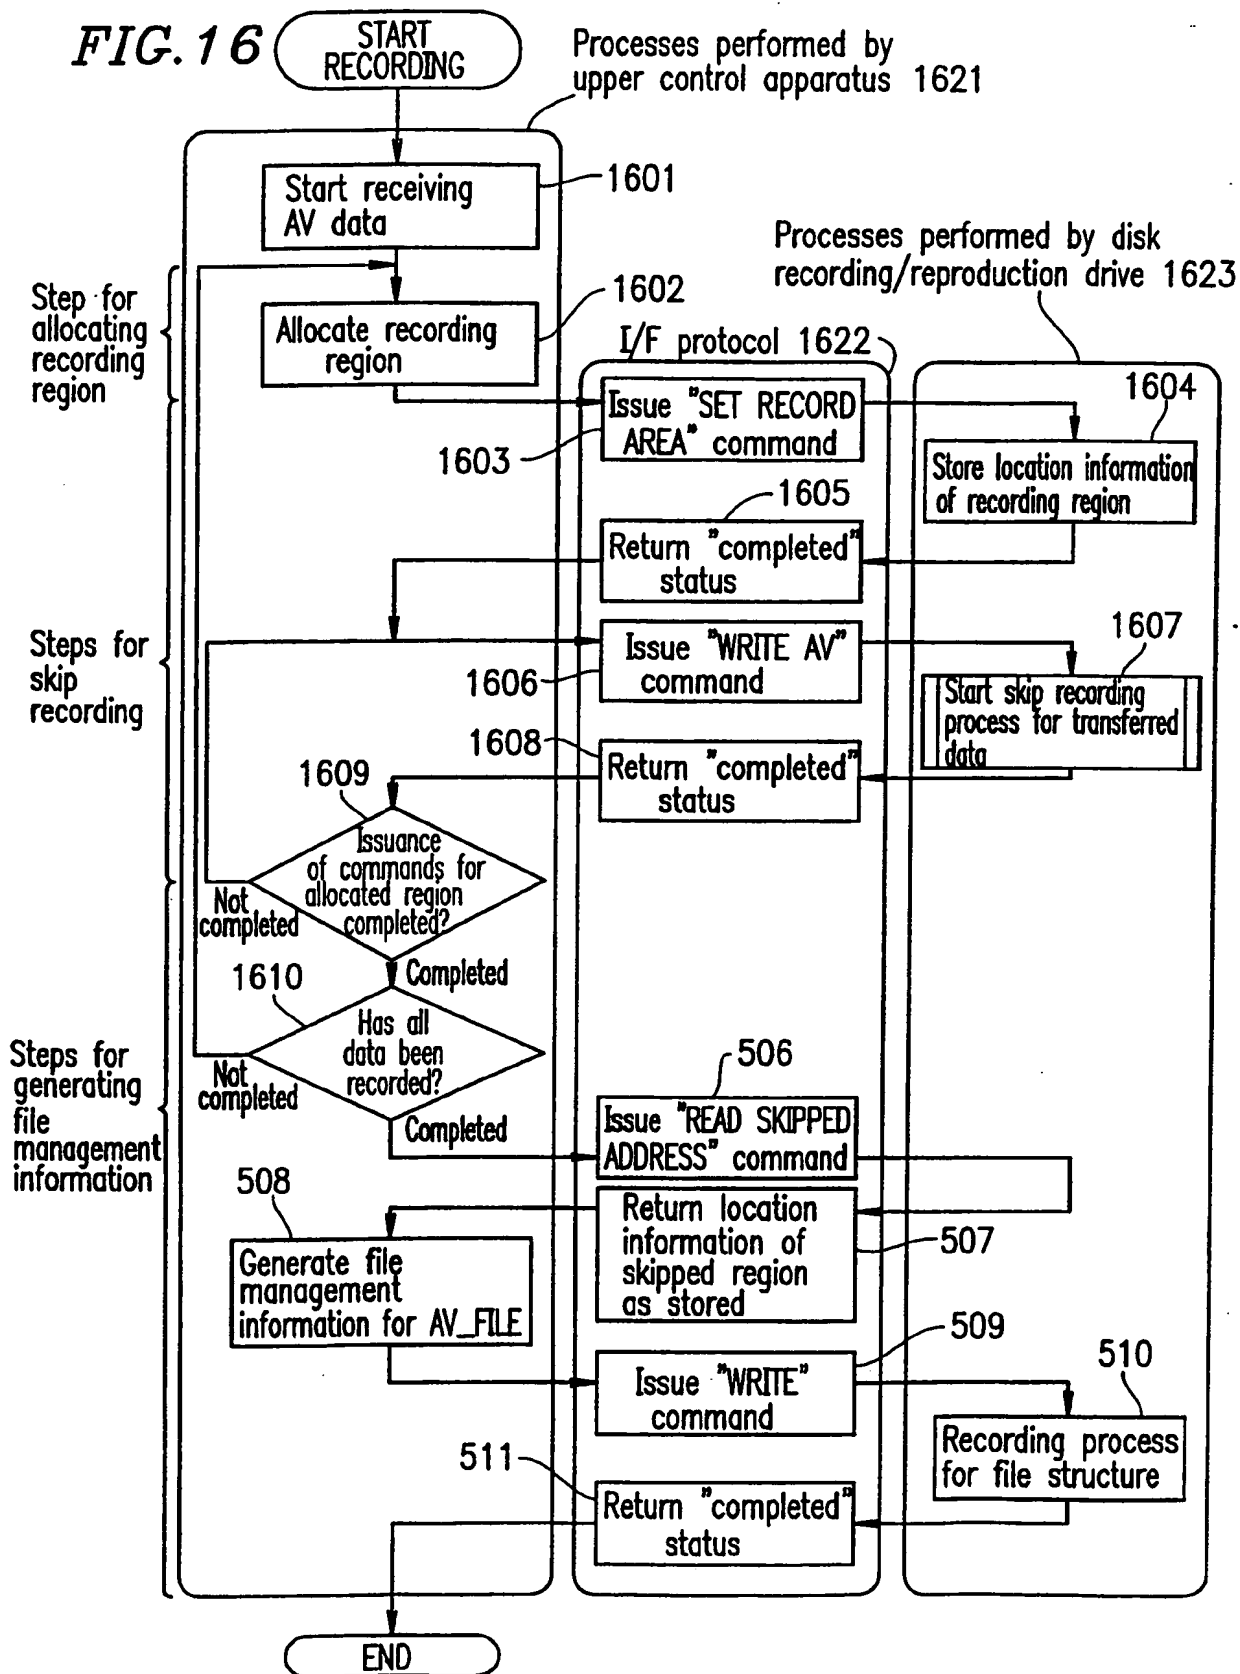 FIG. 16
START
RECORDING
Processes performed by
upper control apparatus 1621
Start receiving
AV data
1601
Processes performed by disk
recording/reproduction drive 1623
Step for
allocating
recording
region
Allocate recording
region
1602
I/F protocol 1622
Issue "SET RECORD
AREA" command
1603
1604
Store location information
of recording region
1605
Return "completed"
status
Steps for
skip
recording
Issue "WRITE AV"
command
1606
1607
Start skip recording
process for transferred
data
1608
Return "completed"
status
1609
Issuance
of commands for
allocated region
completed?
Not
completed
Completed
1610
Has all
data been
recorded?
Not
completed
Completed
Steps for
generating
file
management
information
506
Issue "READ SKIPPED
ADDRESS" command
Return location
information of
skipped region
as stored
507
508
Generate file
management
information for AV_FILE
509
Issue "WRITE"
command
510
Recording process
for file structure
511
Return "completed"
status
END